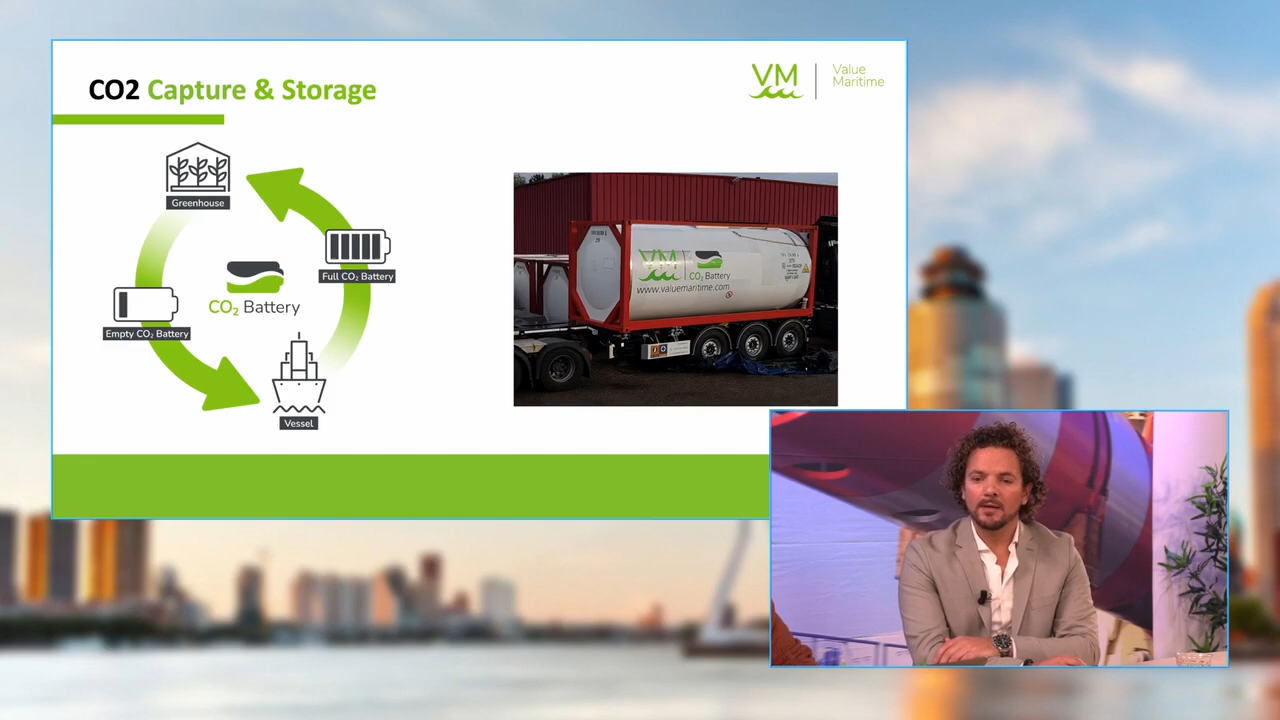 CO2 Capture & Storage
VM
Value
Maritime
Greenhouse
Full CO₂ Battery
CO₂ Battery
Empty CO₂ Battery
Vessel
VM
CO₂ Battery
www.valuemaritime.com